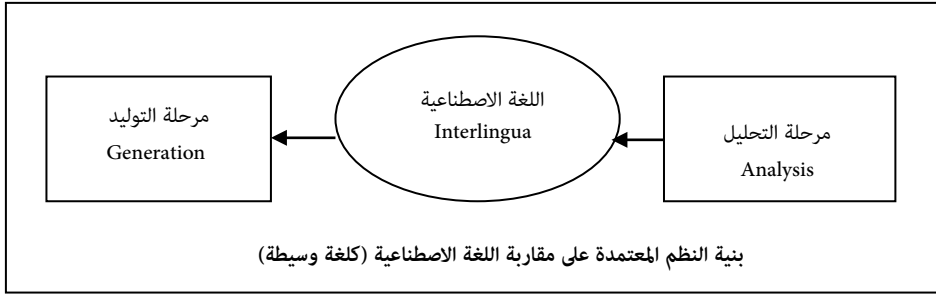 مرحلة التحليل
Analysis
اللغة الاصطناعية
Interlingua
مرحلة التوليد
Generation
بنية النظم المعتمدة على مقاربة اللغة الاصطناعية (كلغة وسيطة)